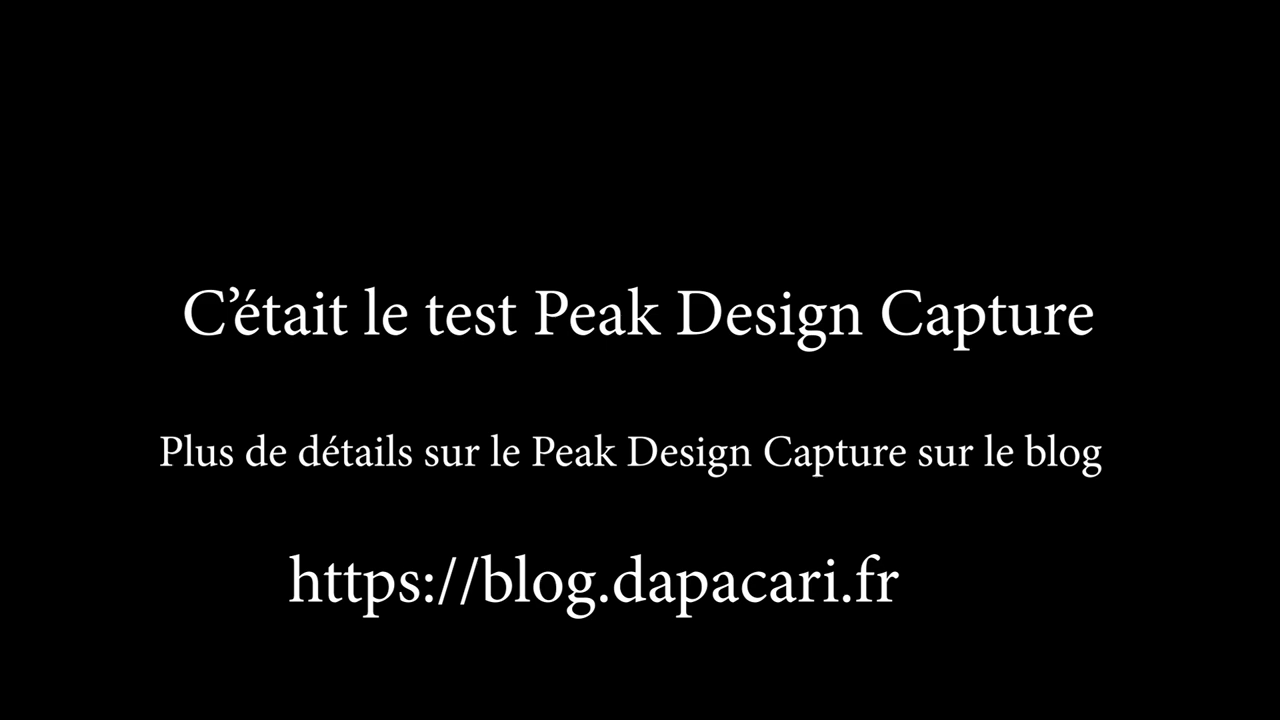 C’était le test Peak Design Capture
Plus de détails sur le Peak Design Capture sur le blog
https://blog.dapacari.fr